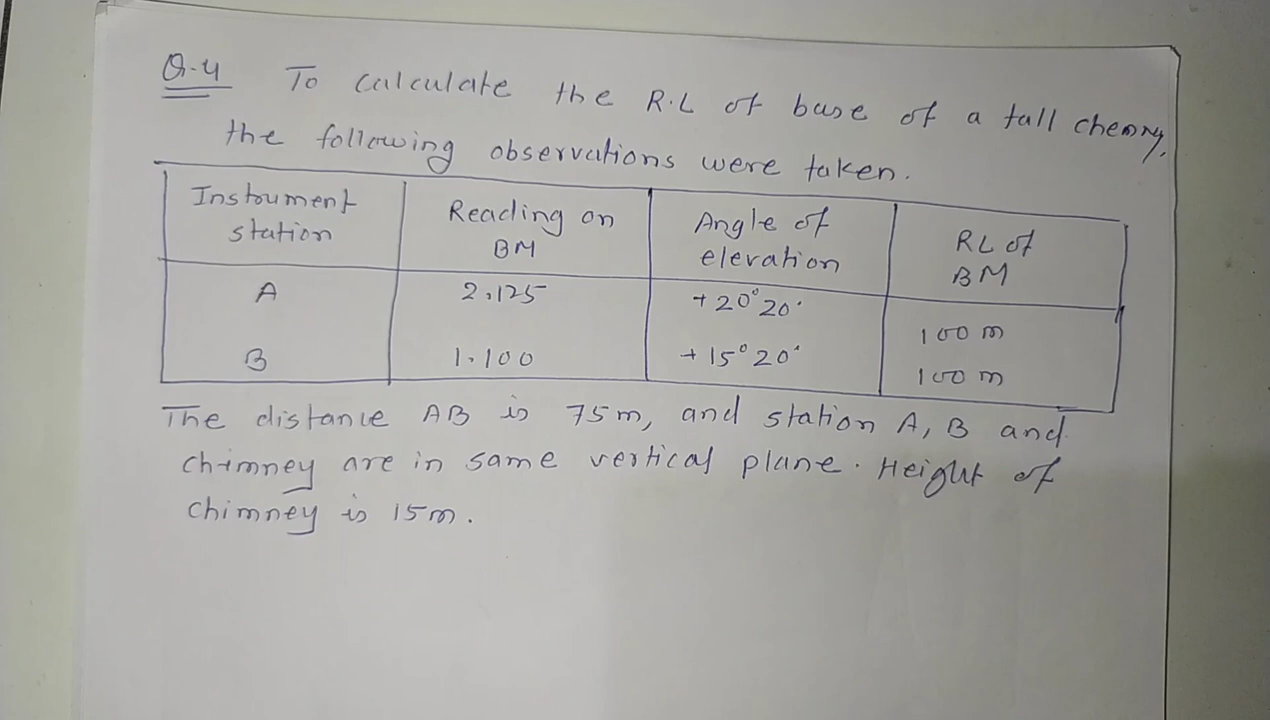 Q-4 To calculate the R.L of base of a tall chemny,
the following observations were taken.
Instrument station Reading on BM Angle of elevation RL of BM
A 2.125 +20°20' 100 m
B 1.100 +15°20' 100 m
The distance AB is 75m, and station A, B and
chimney are in same vertical plane. Height of
chimney is 15m.